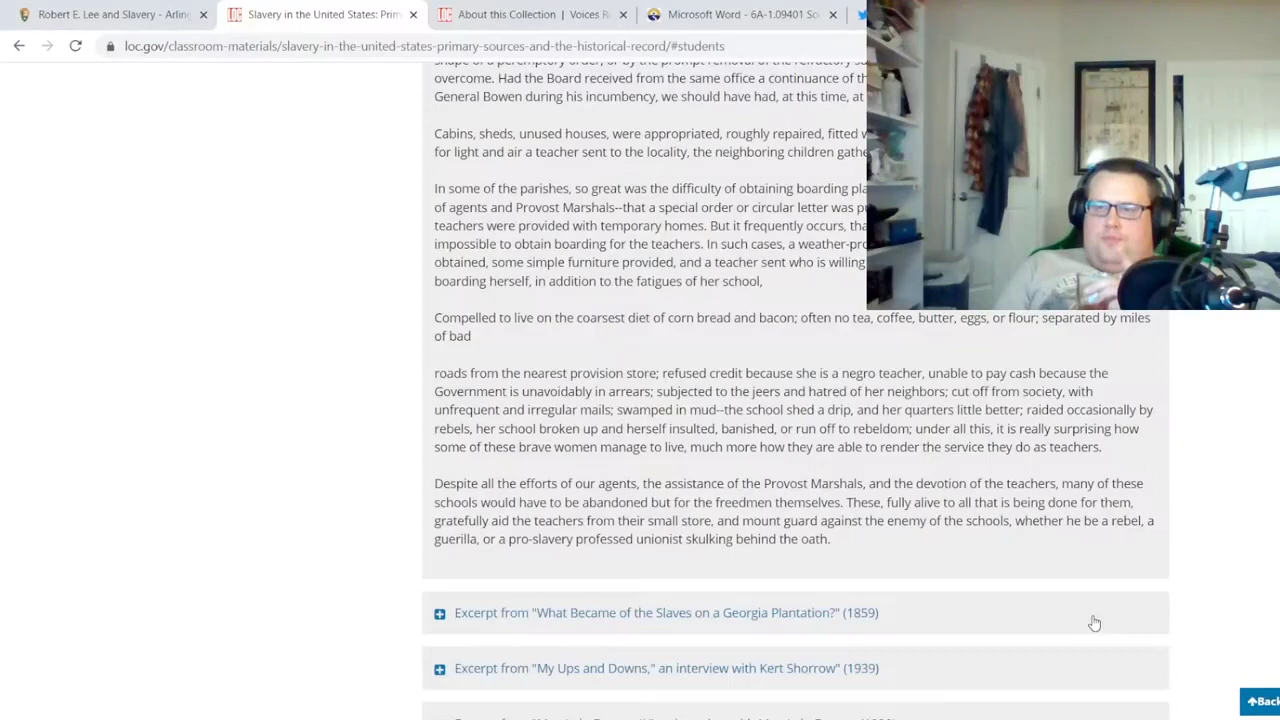 Robert E. Lee and Slavery - Arling
Slavery in the United States: Prim
About this Collection | Voices R
Microsoft Word - 6A-1.09401 So
loc.gov/classroom-materials/slavery-in-the-united-states-primary-sources-and-the-historical-record/#students
overcome. Had the Board received from the same office a continuance of th
General Bowen during his incumbency, we should have had, at this time, at
Cabins, sheds, unused houses, were appropriated, roughly repaired, fitted
for light and air a teacher sent to the locality, the neighboring children gathe
In some of the parishes, so great was the difficulty of obtaining boarding pla
of agents and Provost Marshals--that a special order or circular letter was pu
teachers were provided with temporary homes. But it frequently occurs, tha
impossible to obtain boarding for the teachers. In such cases, a weather-pro
obtained, some simple furniture provided, and a teacher sent who is willing
boarding herself, in addition to the fatigues of her school,
Compelled to live on the coarsest diet of corn bread and bacon; often no tea, coffee, butter, eggs, or flour; separated by miles
of bad
roads from the nearest provision store; refused credit because she is a negro teacher, unable to pay cash because the
Government is unavoidably in arrears; subjected to the jeers and hatred of her neighbors; cut off from society, with
unfrequent and irregular mails; swamped in mud--the school shed a drip, and her quarters little better; raided occasionally by
rebels, her school broken up and herself insulted, banished, or run off to rebeldom; under all this, it is really surprising how
some of these brave women manage to live, much more how they are able to render the service they do as teachers.
Despite all the efforts of our agents, the assistance of the Provost Marshals, and the devotion of the teachers, many of these
schools would have to be abandoned but for the freedmen themselves. These, fully alive to all that is being done for them,
gratefully aid the teachers from their small store, and mount guard against the enemy of the schools, whether he be a rebel, a
guerilla, or a pro-slavery professed unionist skulking behind the oath.
Excerpt from "What Became of the Slaves on a Georgia Plantation?" (1859)
Excerpt from "My Ups and Downs," an interview with Kert Shorrow" (1939)
Back